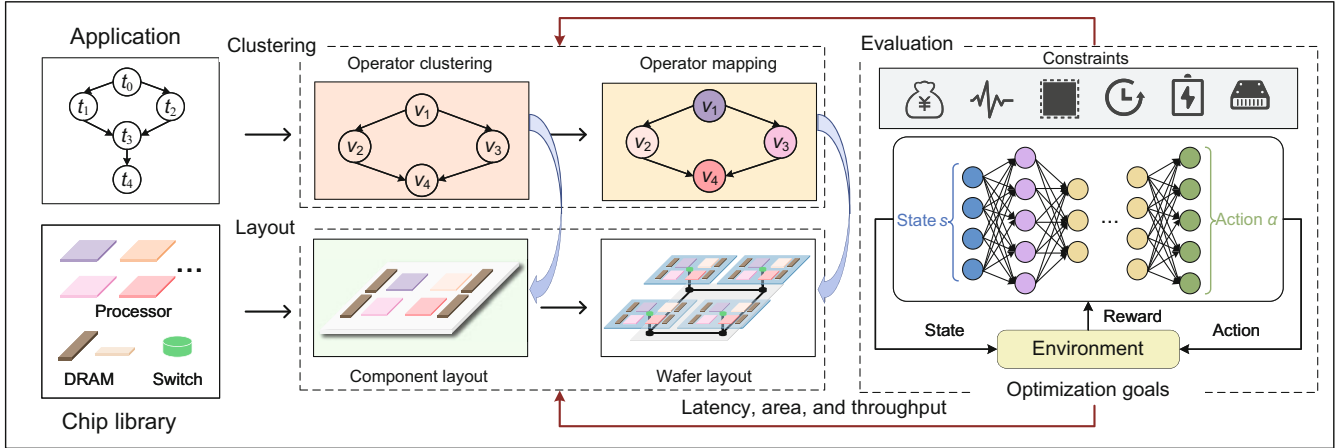 Application
t0
t1
t2
t3
t4
Clustering
Operator clustering
v1
v2
v3
v4
Operator mapping
v1
v2
v3
v4
Evaluation
Constraints
¥
State s
...
Action α
State
Reward
Action
Environment
Optimization goals
...
Processor
DRAM
Switch
Chip library
Layout
Component layout
Wafer layout
Latency, area, and throughput